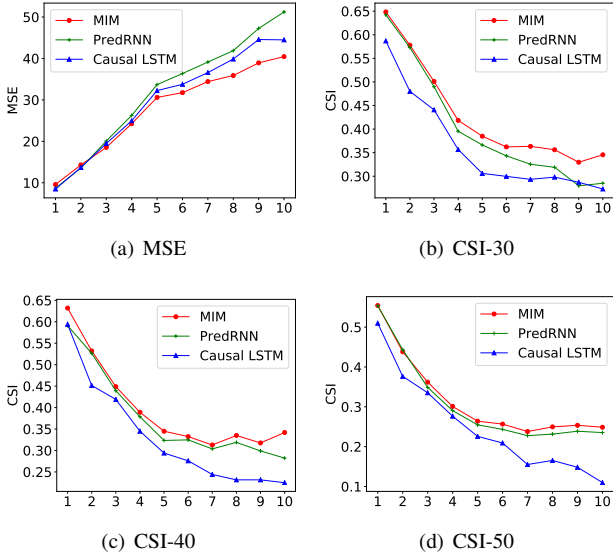 MSE
50
40
30
20
10
MIM
PredRNN
Causal LSTM
1 2 3 4 5 6 7 8 9 10
(a) MSE
CSI
0.65
0.60
0.55
0.50
0.45
0.40
0.35
0.30
MIM
PredRNN
Causal LSTM
1 2 3 4 5 6 7 8 9 10
(b) CSI-30
CSI
0.65
0.60
0.55
0.50
0.45
0.40
0.35
0.30
0.25
MIM
PredRNN
Causal LSTM
1 2 3 4 5 6 7 8 9 10
(c) CSI-40
CSI
0.5
0.4
0.3
0.2
0.1
MIM
PredRNN
Causal LSTM
1 2 3 4 5 6 7 8 9 10
(d) CSI-50